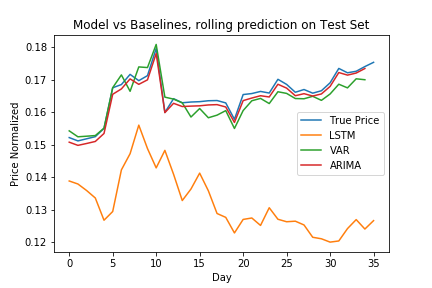 Model vs Baselines, rolling prediction on Test Set
Price Normalized
0.18
0.17
0.16
0.15
0.14
0.13
0.12
True Price
LSTM
VAR
ARIMA
0 5 10 15 20 25 30 35
Day